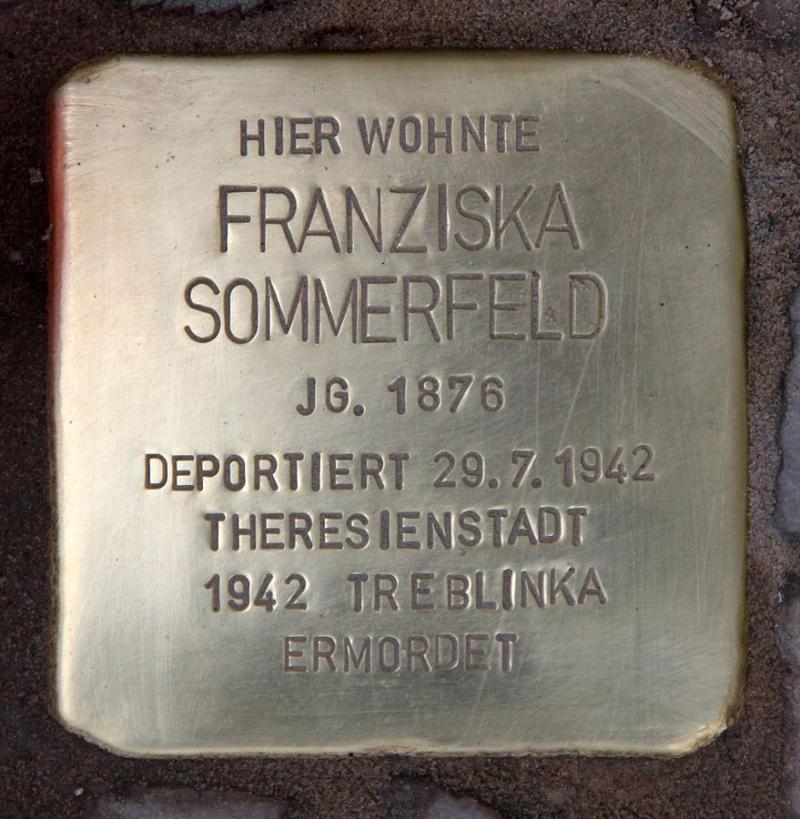 HIER WOHNTE
FRANZISKA
SOMMERFELD
JG. 1876
DEPORTIERT 29.7.1942
THERESIENSTADT
1942 TREBLINKA
ERMORDET